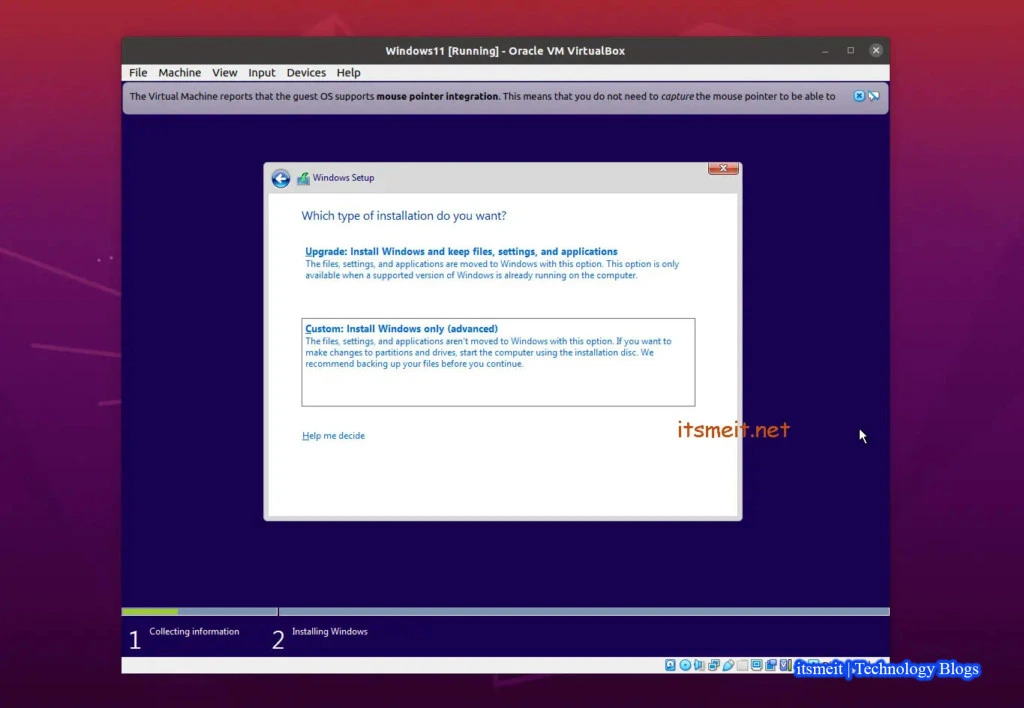 Windows11 [Running] - Oracle VM VirtualBox
File Machine View Input Devices Help
The Virtual Machine reports that the guest OS supports mouse pointer integration. This means that you do not need to capture the mouse pointer to be able to
Windows Setup
Which type of installation do you want?
Upgrade: Install Windows and keep files, settings, and applications
The files, settings, and applications are moved to Windows with this option. This option is only
available when a supported version of Windows is already running on the computer.
Custom: Install Windows only (advanced)
The files, settings, and applications aren't moved to Windows with this option. If you want to
make changes to partitions and drives, start the computer using the installation disc. We
recommend backing up your files before you continue.
Help me decide
itsmeit.net
1 Collecting information 2 Installing Windows
itsmeit | Technology Blogs